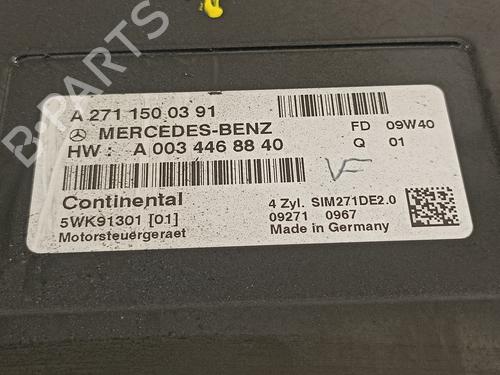 A 271 150 03 91
MERCEDES-BENZ FD 09W40
HW : A 003 446 88 40 Q 01
VF
Continental 4 Zyl. SIM271DE2.0
5WK91301 [01] 09271 0967
Motorsteuergeraet Made in Germany
B-PARTS